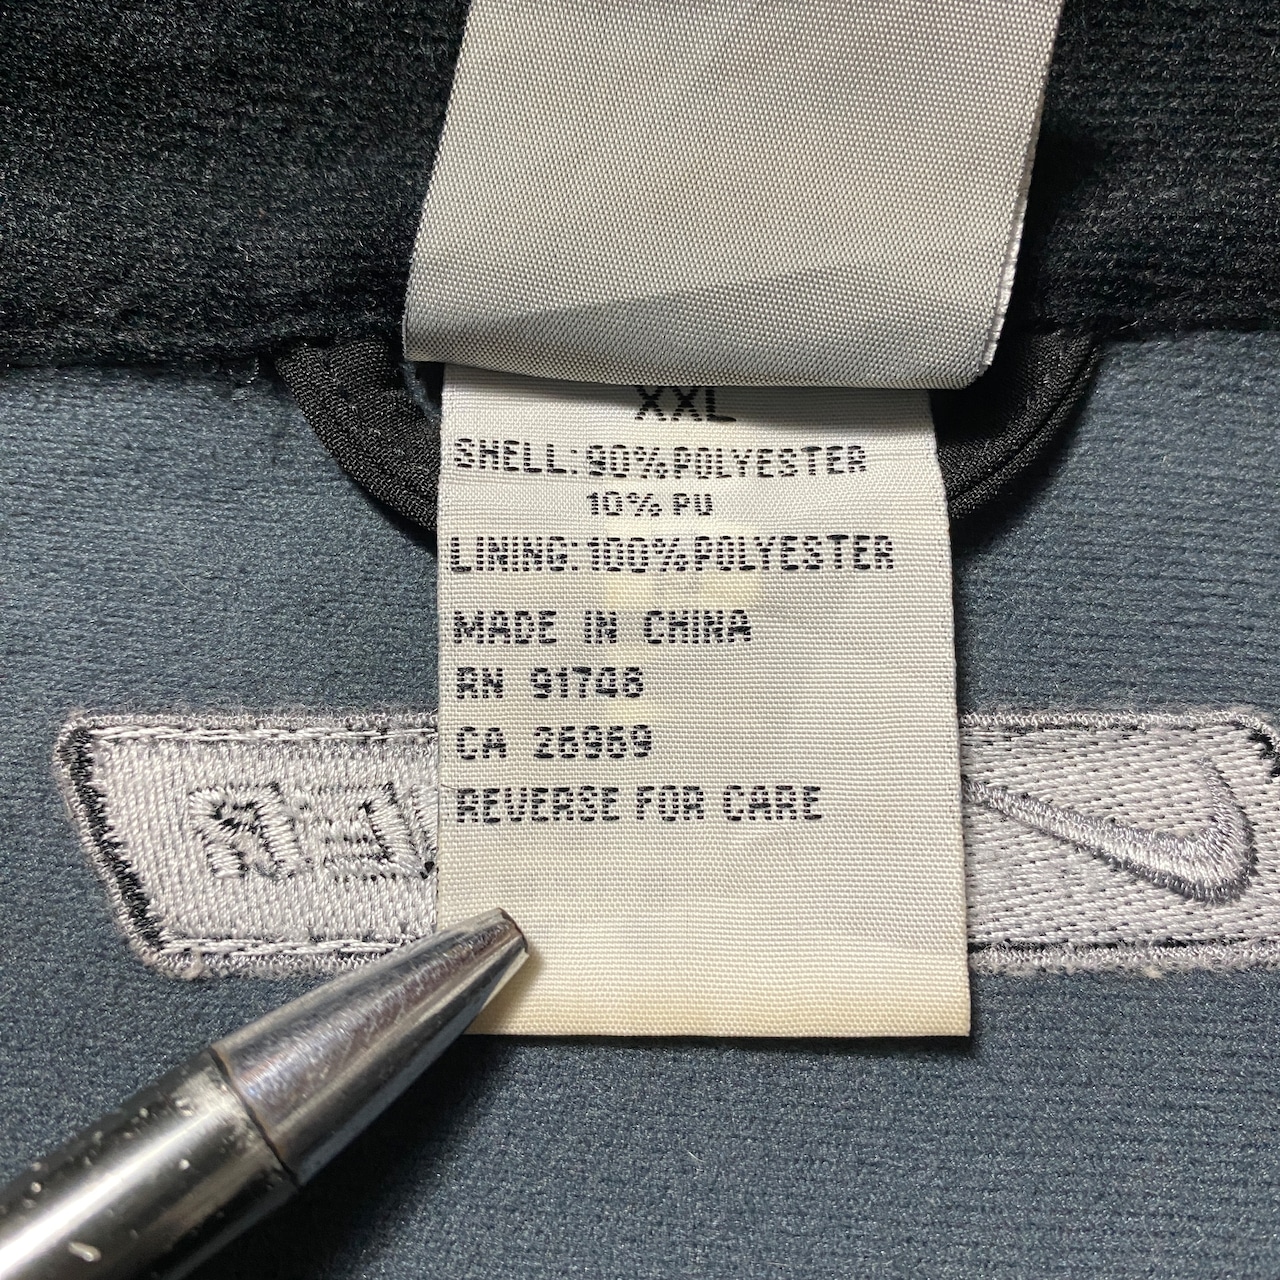 XXL
SHELL:90%POLYESTER
10% PU
LINING:100%POLYESTER
MADE IN CHINA
RN 91746
CA 26969
REVERSE FOR CARE